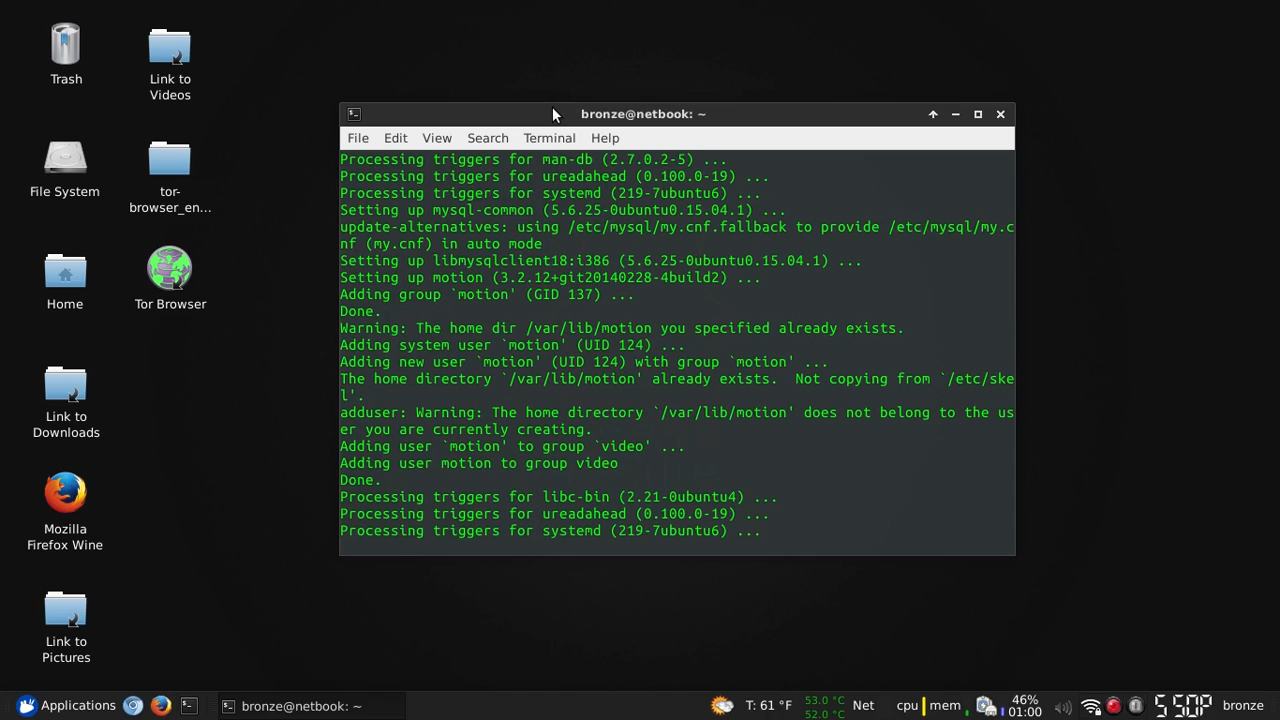 Trash
Link to
Videos
File System
tor-
browser_en...
Home
Tor Browser
Link to
Downloads
Mozilla
Firefox Wine
Link to
Pictures
bronze@netbook: ~
File Edit View Search Terminal Help
Processing triggers for man-db (2.7.0.2-5) ...
Processing triggers for ureadahead (0.100.0-19) ...
Processing triggers for systemd (219-7ubuntu6) ...
Setting up mysql-common (5.6.25-0ubuntu0.15.04.1) ...
update-alternatives: using /etc/mysql/my.cnf.fallback to provide /etc/mysql/my.c
nf (my.cnf) in auto mode
Setting up libmysqlclient18:i386 (5.6.25-0ubuntu0.15.04.1) ...
Setting up motion (3.2.12+git20140228-4build2) ...
Adding group `motion' (GID 137) ...
Done.
Warning: The home dir /var/lib/motion you specified already exists.
Adding system user `motion' (UID 124) ...
Adding new user `motion' (UID 124) with group `motion' ...
The home directory `/var/lib/motion' already exists.  Not copying from `/etc/ske
l'.
adduser: Warning: The home directory `/var/lib/motion' does not belong to the us
er you are currently creating.
Adding user `motion' to group `video' ...
Adding user motion to group video
Done.
Processing triggers for libc-bin (2.21-0ubuntu4) ...
Processing triggers for ureadahead (0.100.0-19) ...
Processing triggers for systemd (219-7ubuntu6) ...
Applications
bronze@netbook: ~
T: 61 °F
53.0 °C
52.0 °C
Net
cpu
mem
46%
01:00
5:50P
bronze